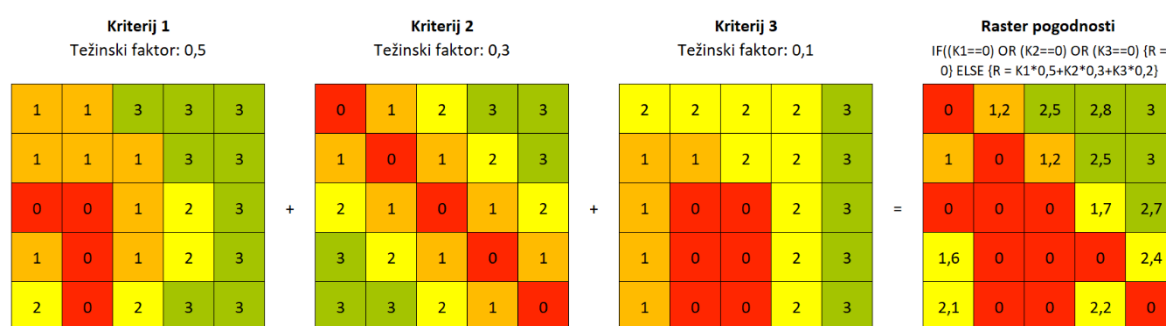 Kriterij 1
Težinski faktor: 0,5
1 1 3 3 3
1 1 1 3 3
0 0 1 2 3
1 0 1 2 3
2 0 2 3 3
+
Kriterij 2
Težinski faktor: 0,3
0 1 2 3 3
1 0 1 2 3
2 1 0 1 2
3 2 1 0 1
3 3 2 1 0
+
Kriterij 3
Težinski faktor: 0,1
2 2 2 2 3
1 1 2 2 3
1 0 0 2 3
1 0 0 2 3
1 0 0 2 3
=
Raster pogodnosti
IF((K1==0) OR (K2==0) OR (K3==0) {R =
0} ELSE {R = K1*0,5+K2*0,3+K3*0,2}
0 1,2 2,5 2,8 3
1 0 1,2 2,5 3
0 0 0 1,7 2,7
1,6 0 0 0 2,4
2,1 0 0 2,2 0